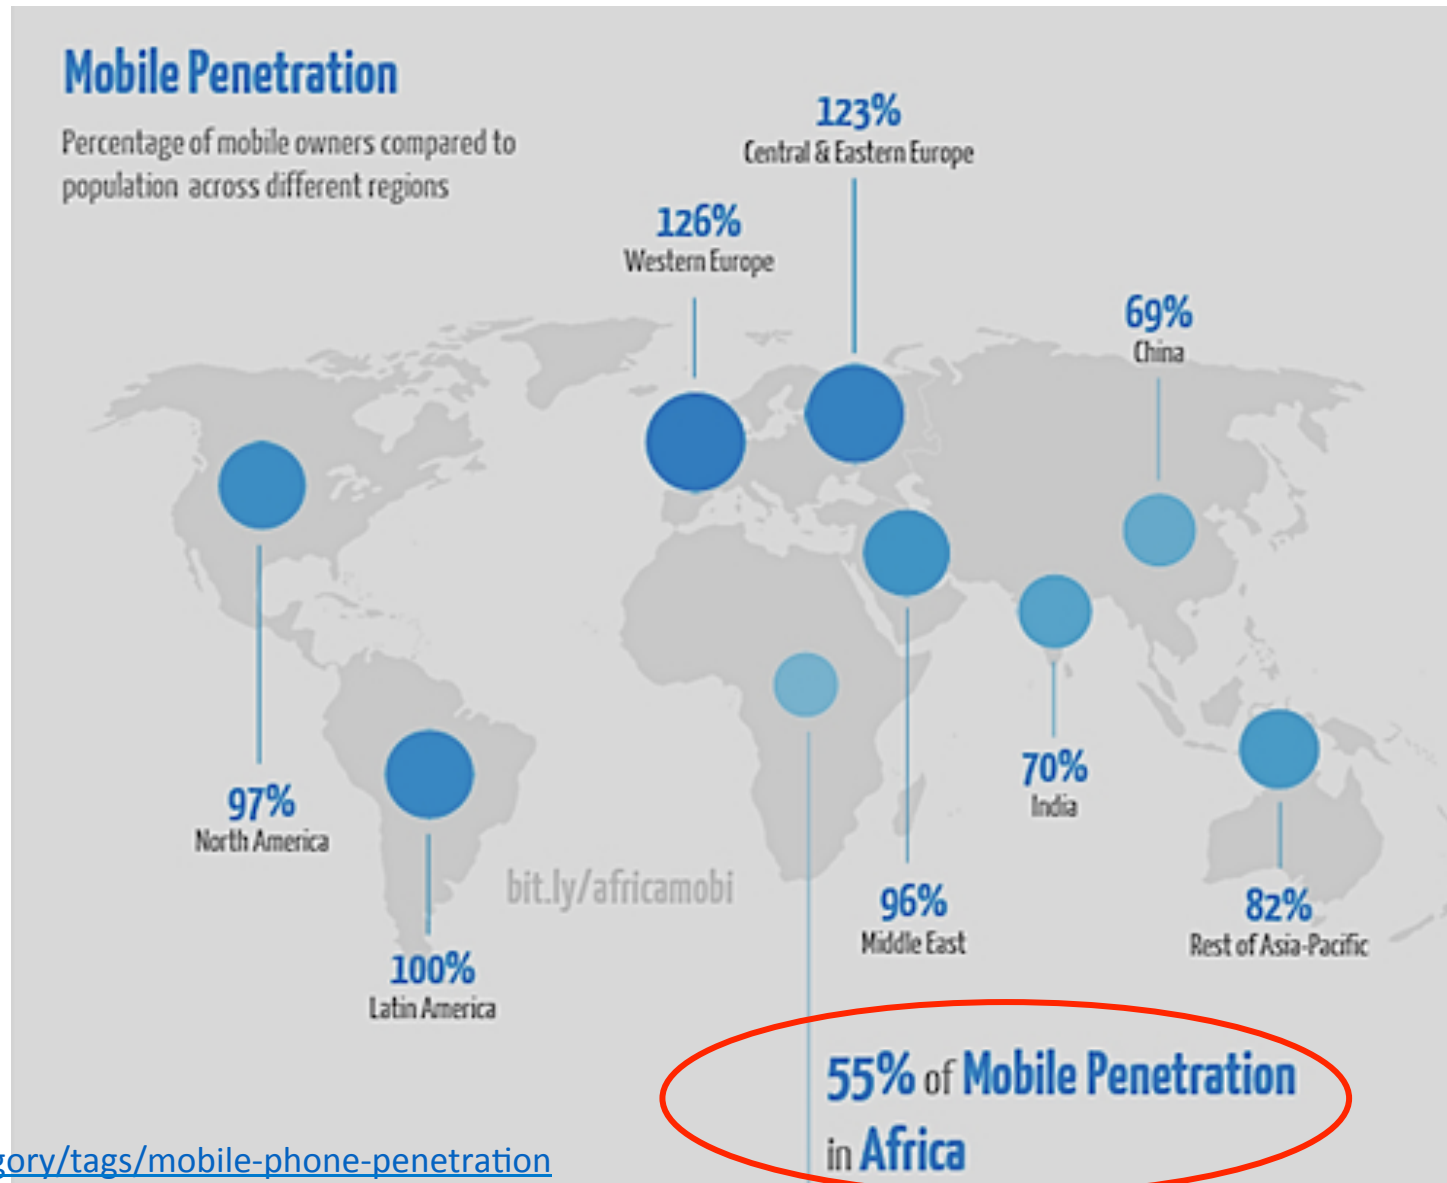 Mobile Penetration
Percentage of mobile owners compared to
population across different regions
123%
Central & Eastern Europe
126%
Western Europe
69%
China
97%
North America
100%
Latin America
bit.ly/africamobi
96%
Middle East
70%
India
82%
Rest of Asia-Pacific
55% of Mobile Penetration
in Africa
gory/tags/mobile-phone-penetration